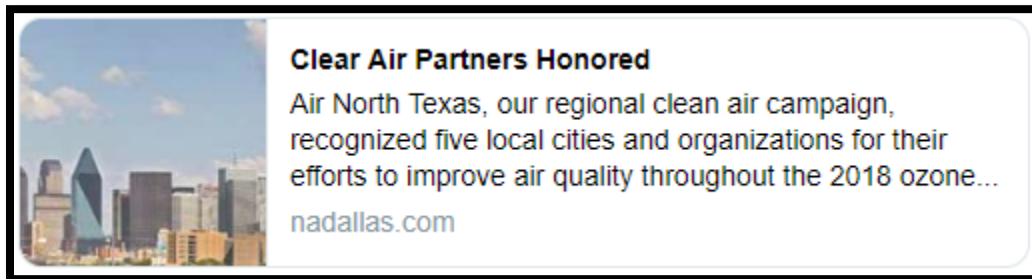 Clear Air Partners Honored
Air North Texas, our regional clean air campaign,
recognized five local cities and organizations for their
efforts to improve air quality throughout the 2018 ozone...
nadallas.com